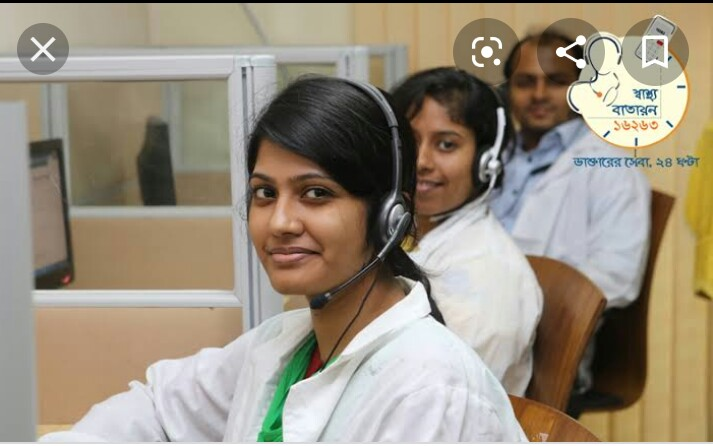 স্বাস্থ্য
বাতায়ন
১৬২৬৩
ডাক্তারের সেবা, ২৪ ঘণ্টা